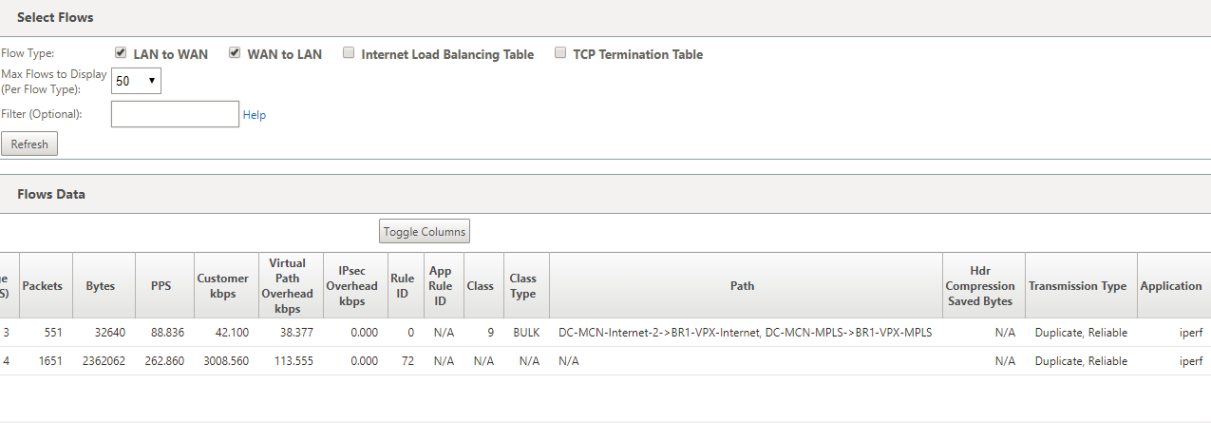 Select Flows
Flow Type: LAN to WAN WAN to LAN Internet Load Balancing Table TCP Termination Table
Max Flows to Display
(Per Flow Type): 50
Filter (Optional): Help
Refresh
Flows Data
Toggle Columns
Packets Bytes PPS Customer kbps Virtual Path Overhead kbps IPsec Overhead kbps Rule ID App Rule ID Class Class Type Path Hdr Compression Saved Bytes Transmission Type Application
3 551 32640 88.836 42.100 38.377 0.000 0 N/A 9 BULK DC-MCN-Internet-2->BR1-VPX-Internet, DC-MCN-MPLS->BR1-VPX-MPLS N/A Duplicate, Reliable iperf
4 1651 2362062 262.860 3008.560 113.555 0.000 72 N/A N/A N/A N/A N/A Duplicate, Reliable iperf